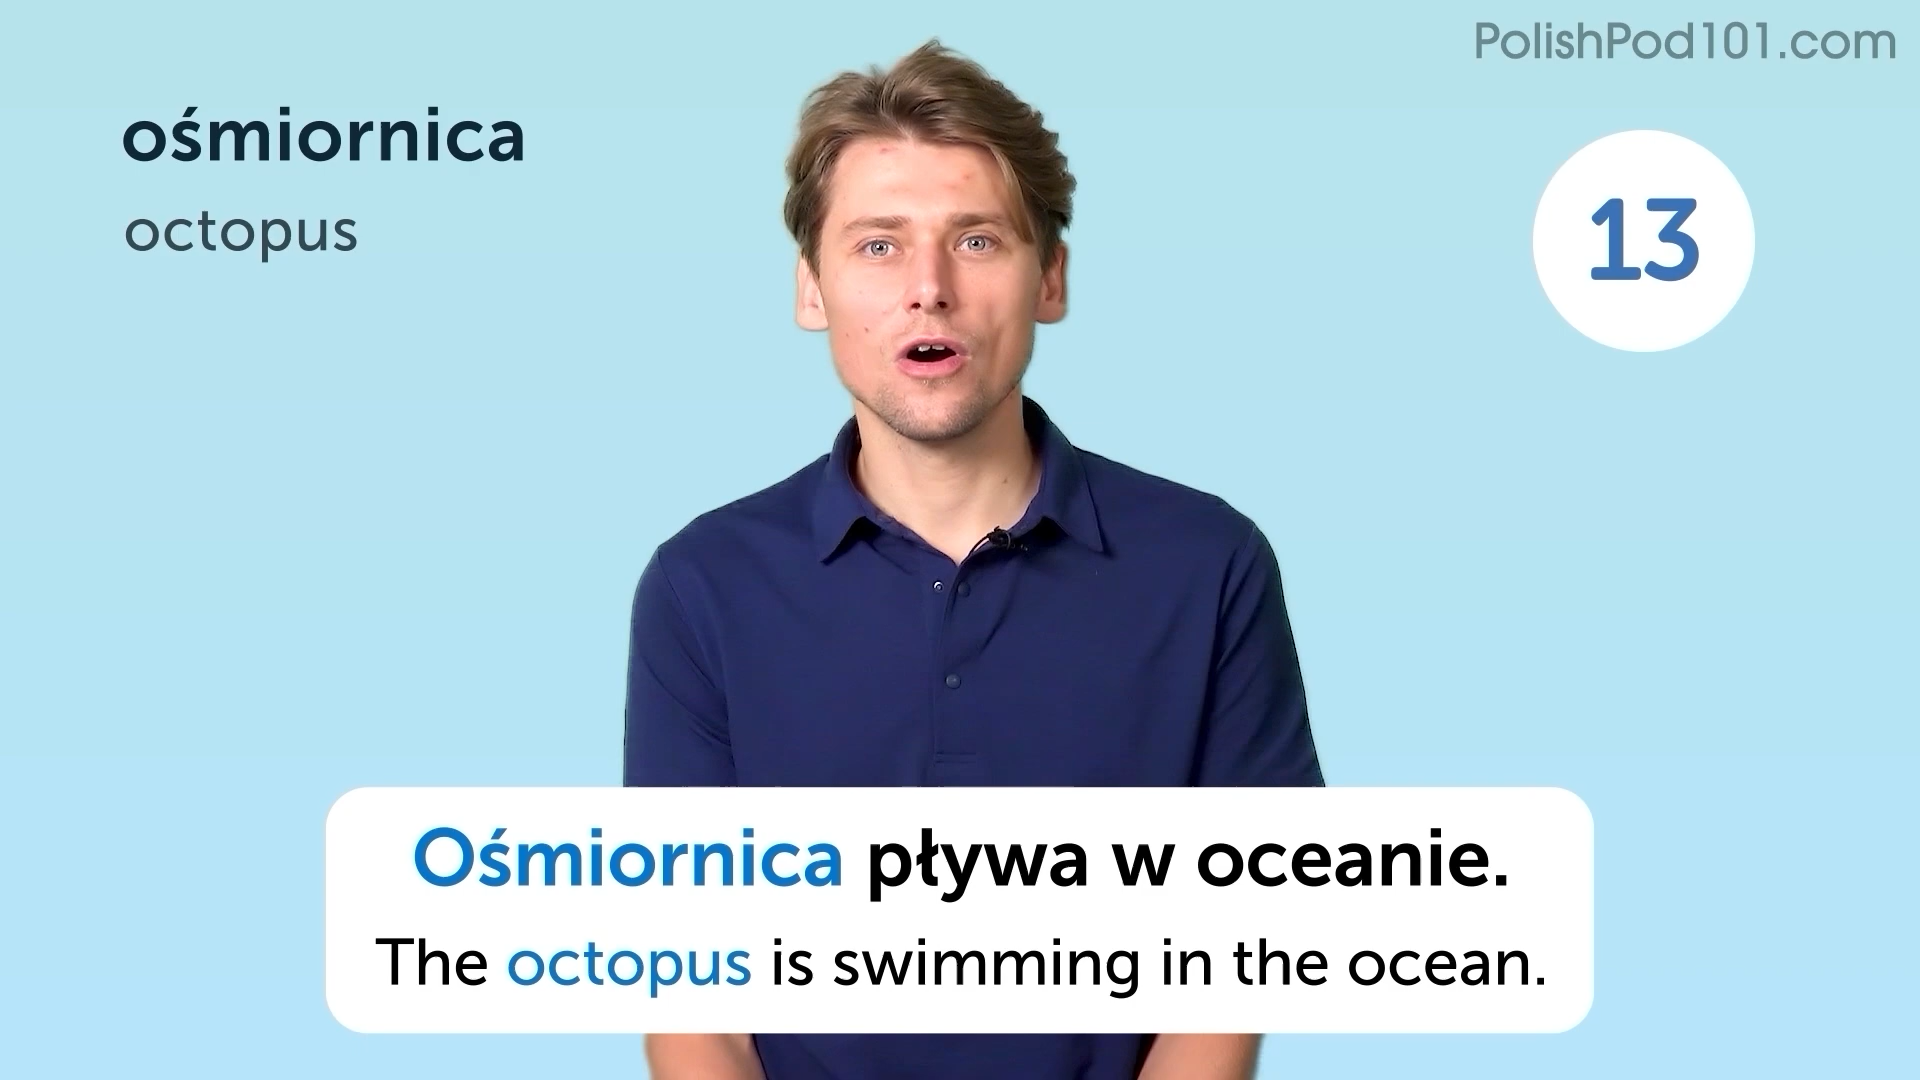 PolishPod101.com
ośmiornica
octopus
13
Ośmiornica pływa w oceanie.
The octopus is swimming in the ocean.